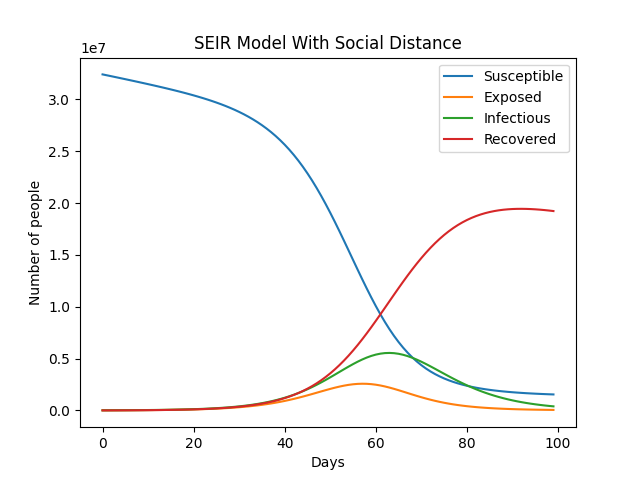 SEIR Model With Social Distance
1e7
Susceptible
Exposed
Infectious
Recovered
3.0
2.5
2.0
1.5
1.0
0.5
0.0
Number of people
0 20 40 60 80 100
Days